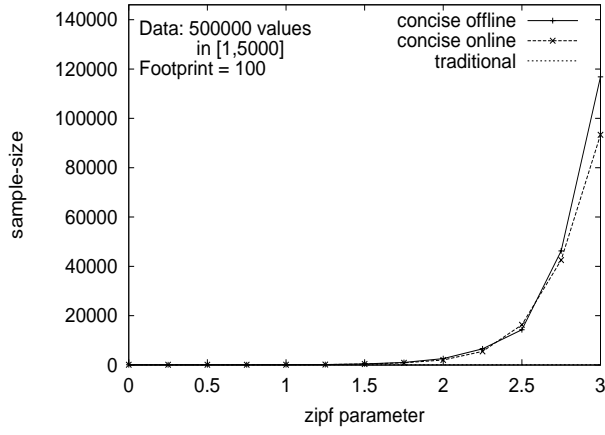 140000
120000
100000
80000
60000
40000
20000
0
sample-size
Data: 500000 values
in [1,5000]
Footprint = 100
concise offline
concise online
traditional
0 0.5 1 1.5 2 2.5 3
zipf parameter